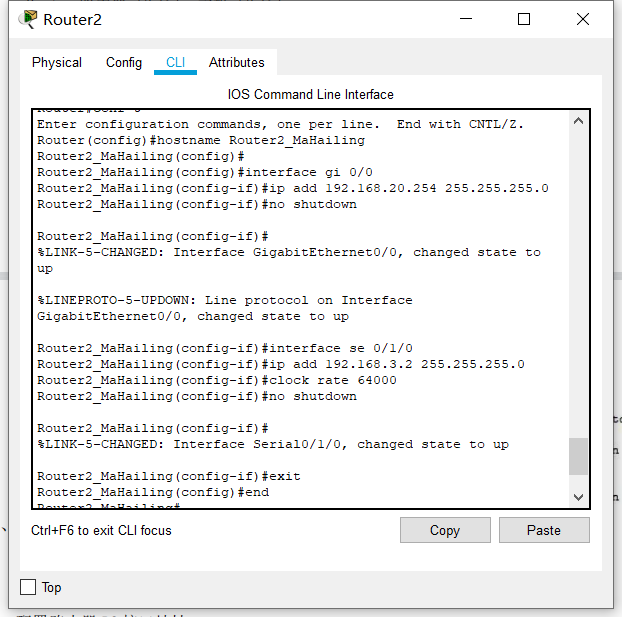 Router2
Physical Config CLI Attributes
IOS Command Line Interface
Enter configuration commands, one per line.  End with CNTL/Z.
Router(config)#hostname Router2_MaHailing
Router2_MaHailing(config)#
Router2_MaHailing(config)#interface gi 0/0
Router2_MaHailing(config-if)#ip add 192.168.20.254 255.255.255.0
Router2_MaHailing(config-if)#no shutdown
Router2_MaHailing(config-if)#
%LINK-5-CHANGED: Interface GigabitEthernet0/0, changed state to
up
%LINEPROTO-5-UPDOWN: Line protocol on Interface
GigabitEthernet0/0, changed state to up
Router2_MaHailing(config-if)#interface se 0/1/0
Router2_MaHailing(config-if)#ip add 192.168.3.2 255.255.255.0
Router2_MaHailing(config-if)#clock rate 64000
Router2_MaHailing(config-if)#no shutdown
Router2_MaHailing(config-if)#
%LINK-5-CHANGED: Interface Serial0/1/0, changed state to up
Router2_MaHailing(config-if)#exit
Router2_MaHailing(config)#end
Router2_MaHailing#
Ctrl+F6 to exit CLI focus
Copy Paste
Top